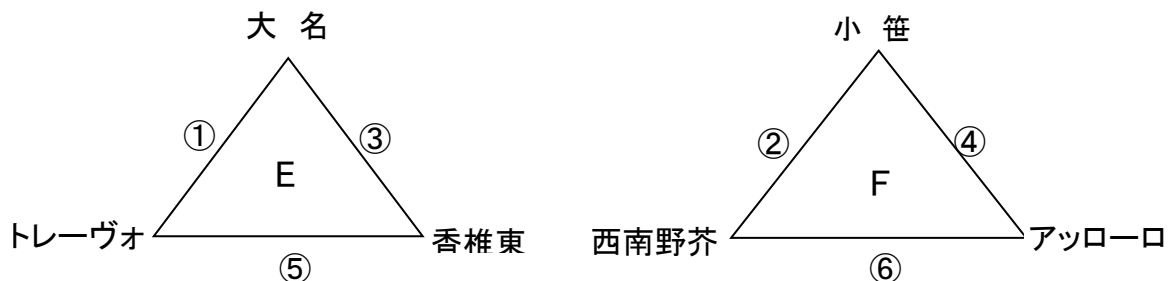 大 名
小 笹
① ③
② ④
E
F
トレーヴォ
香椎東
西南野芥
アッローロ
⑤
⑥